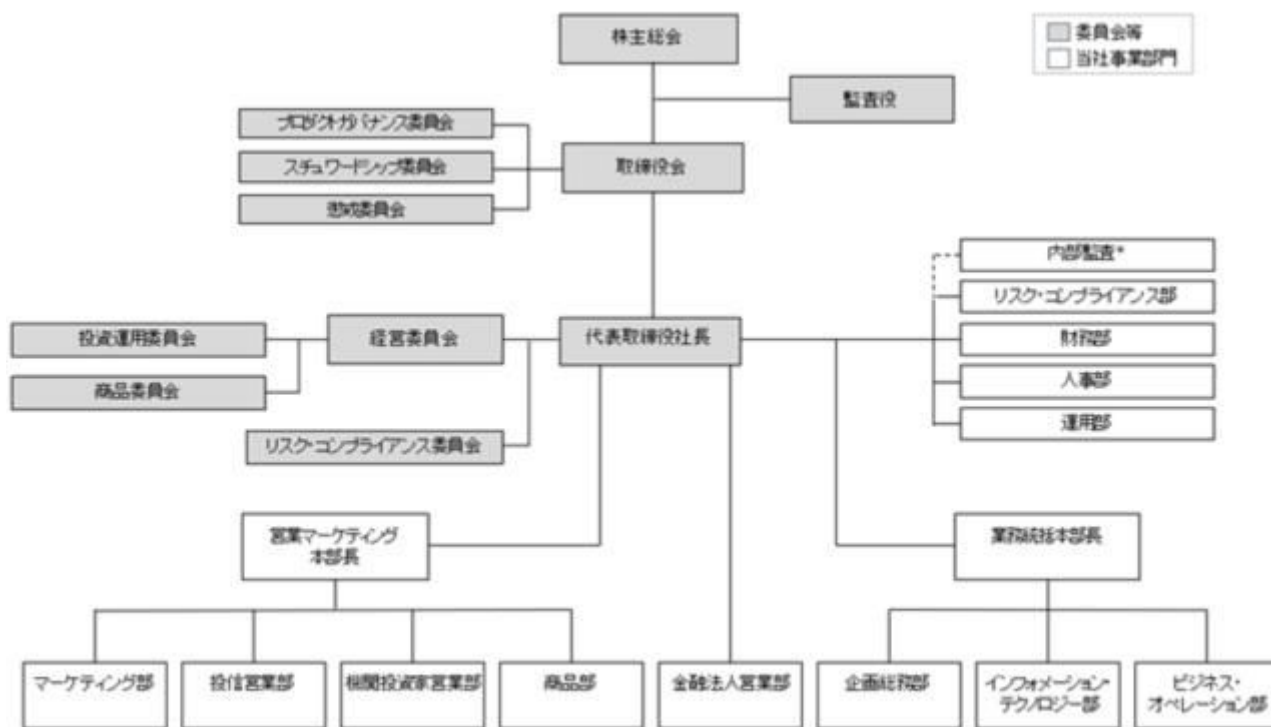 株主総会
委員会等
当社事業部門
監査役
プロダクトガバナンス委員会
スチュワードシップ委員会
懲戒委員会
取締役会
内部監査*
リスク・コンプライアンス部
財務部
人事部
運用部
投資運用委員会
商品委員会
経営委員会
代表取締役社長
リスク・コンプライアンス委員会
営業マーケティング
本部長
業務統括本部長
マーケティング部
投信営業部
機関投資家営業部
商品部
金融法人営業部
企画総務部
インフォメーション・
テクノロジー部
ビジネス・
オペレーション部